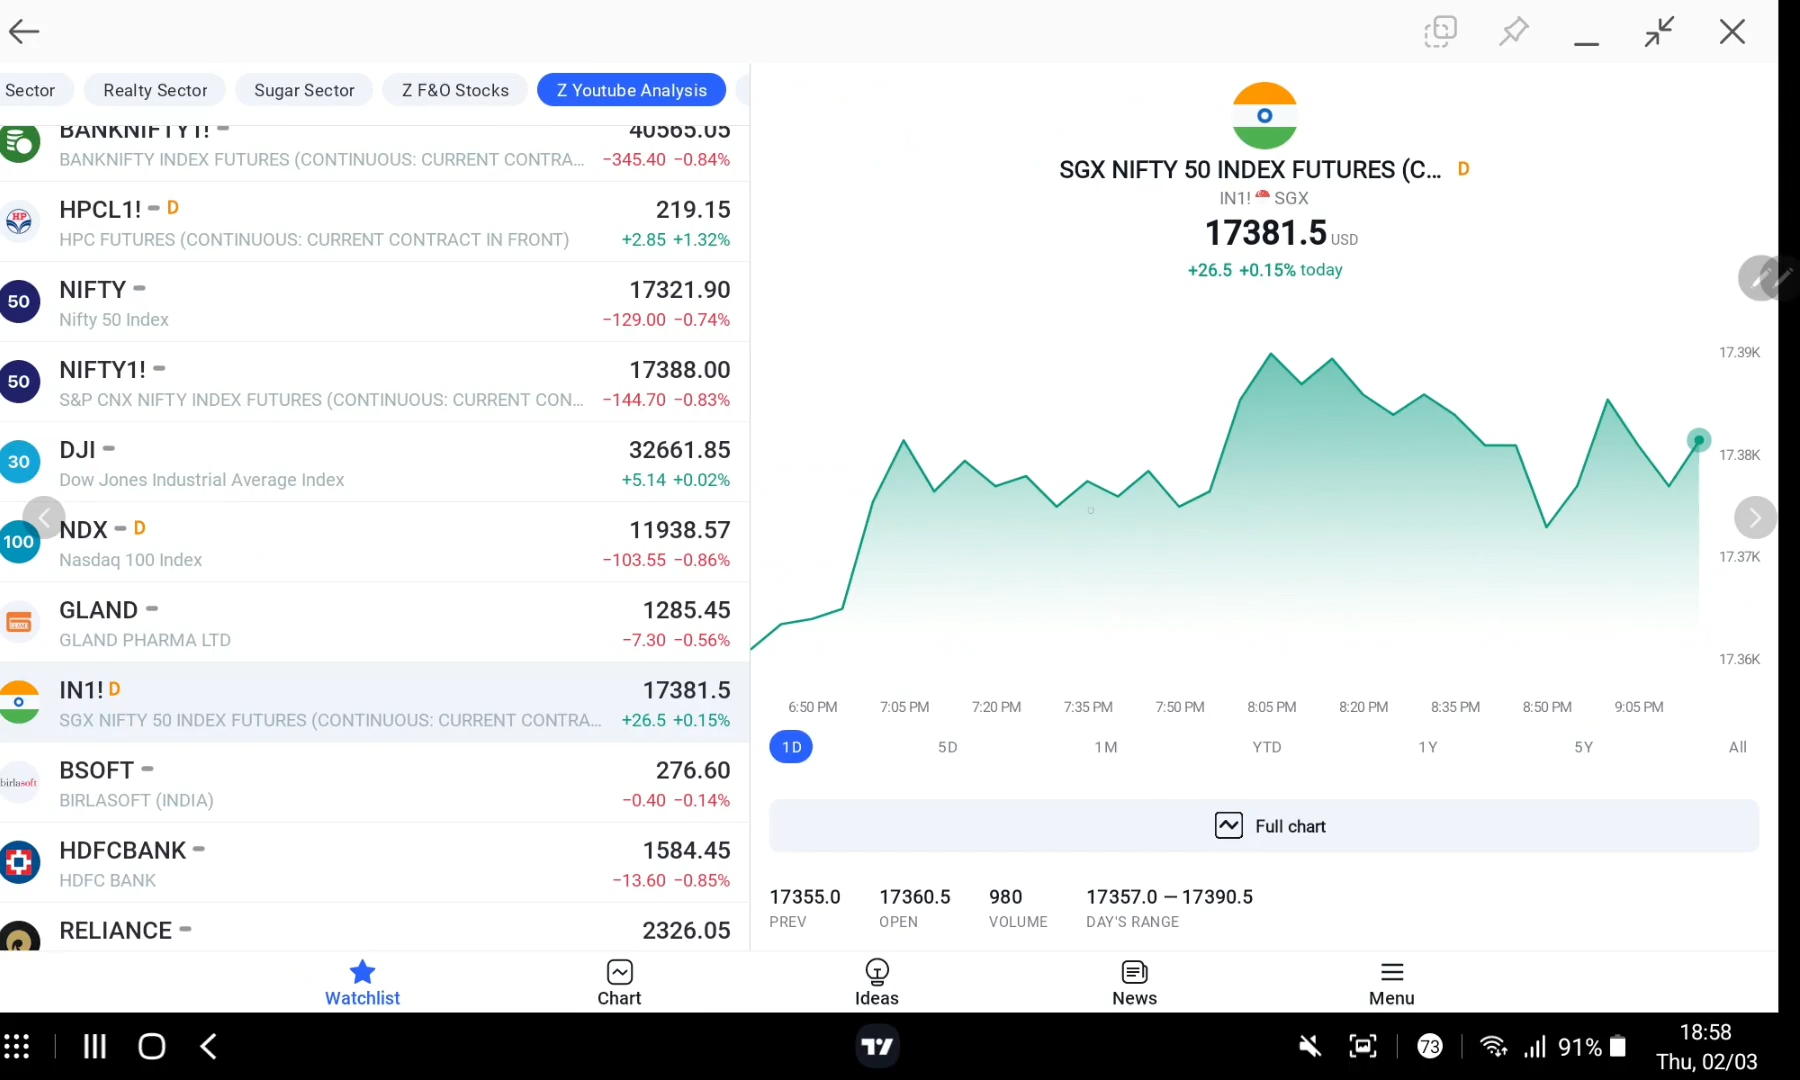 Sector
Realty Sector
Sugar Sector
Z F&O Stocks
Z Youtube Analysis
BANKNIFTY1!
40565.05
BANKNIFTY INDEX FUTURES (CONTINUOUS: CURRENT CONTRA...
−345.40 −0.84%
HP
HPCL1! D
219.15
HPC FUTURES (CONTINUOUS: CURRENT CONTRACT IN FRONT)
+2.85 +1.32%
50
NIFTY
17321.90
Nifty 50 Index
−129.00 −0.74%
50
NIFTY1!
17388.00
S&P CNX NIFTY INDEX FUTURES (CONTINUOUS: CURRENT CON...
−144.70 −0.83%
30
DJI
32661.85
Dow Jones Industrial Average Index
+5.14 +0.02%
100
NDX D
11938.57
Nasdaq 100 Index
−103.55 −0.86%
GLAND
1285.45
GLAND PHARMA LTD
−7.30 −0.56%
IN1! D
17381.5
SGX NIFTY 50 INDEX FUTURES (CONTINUOUS: CURRENT CONTRA...
+26.5 +0.15%
birlasoft
BSOFT
276.60
BIRLASOFT (INDIA)
−0.40 −0.14%
HDFCBANK
1584.45
HDFC BANK
−13.60 −0.85%
RELIANCE
2326.05
SGX NIFTY 50 INDEX FUTURES (C... D
IN1! SGX
17381.5 USD
+26.5 +0.15% today
17.39K
17.38K
17.37K
17.36K
6:50 PM 7:05 PM 7:20 PM 7:35 PM 7:50 PM 8:05 PM 8:20 PM 8:35 PM 8:50 PM 9:05 PM
1D 5D 1M YTD 1Y 5Y All
Full chart
17355.0 17360.5 980 17357.0 — 17390.5
PREV OPEN VOLUME DAY'S RANGE
Watchlist Chart Ideas News Menu
73
91%
18:58
Thu, 02/03